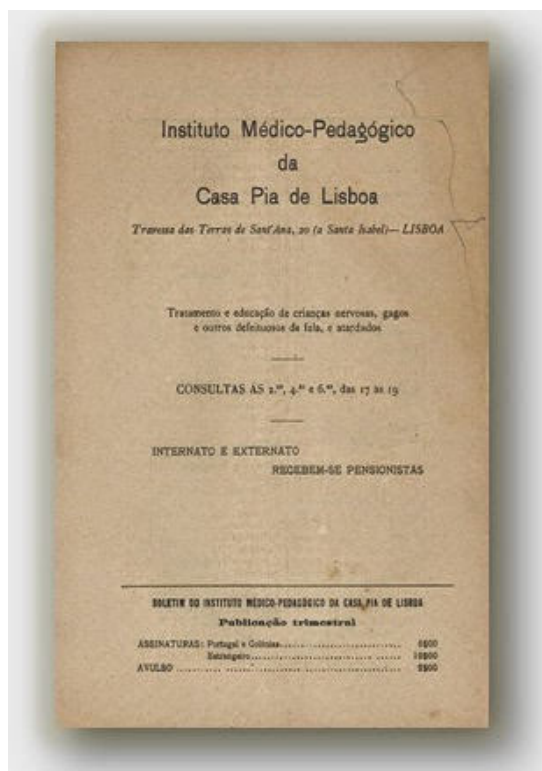 Instituto Médico-Pedagógico
da
Casa Pia de Lisboa
Travessa das Terras de Sant'Ana, 20 (a Santa Isabel)— LISBOA
Tratamento e educação de crianças nervosas, gagos
e outros defeituosos da fala, e atardados
CONSULTAS ÀS 2.ªˢ, 4.ªˢ e 6.ªˢ, das 17 às 19
INTERNATO E EXTERNATO
RECEBEM-SE PENSIONISTAS
BOLETIM DO INSTITUTO MÉDICO-PEDAGÓGICO DA CASA PIA DE LISBOA
Publicação trimestral
ASSINATURAS: Portugal e Colónias
Estrangeiro 10$00
AVULSO